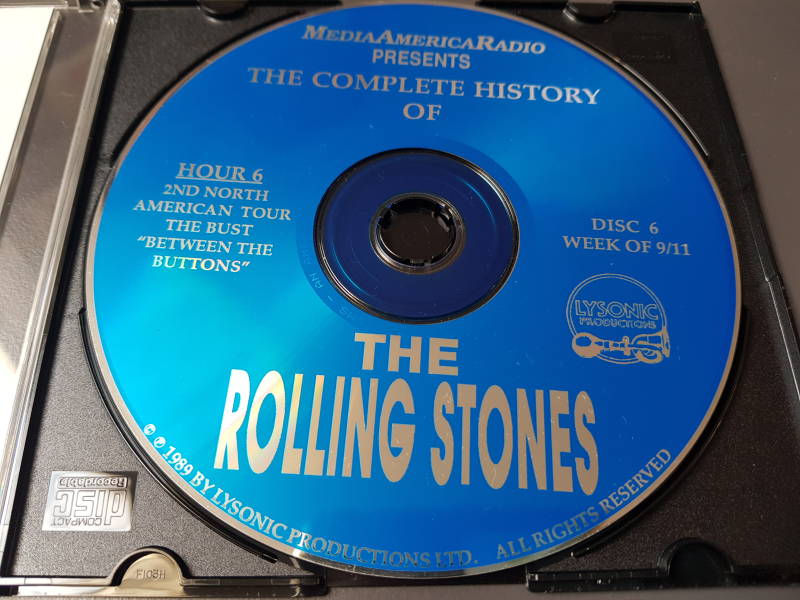 MEDIAAMERICARADIO
PRESENTS
THE COMPLETE HISTORY
OF
HOUR 6
2ND NORTH
AMERICAN TOUR
THE BUST
"BETWEEN THE
BUTTONS"
DISC 6
WEEK OF 9/11
LYSONIC
PRODUCTIONS
THE
ROLLING STONES
© ℗ 1989 BY LYSONIC PRODUCTIONS LTD. ALL RIGHTS RESERVED
COMPACT
disc
Recordable
F103H